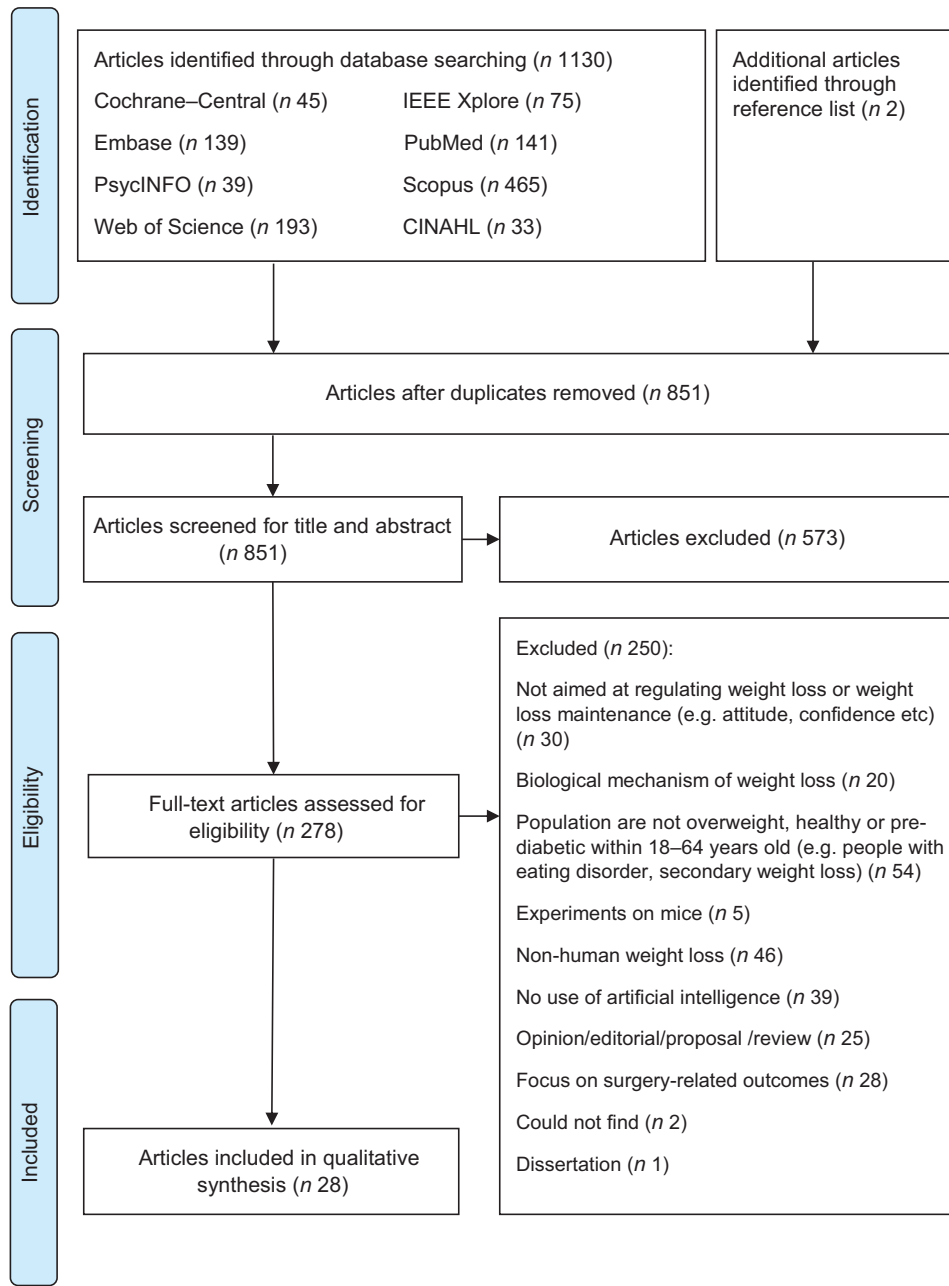 Identification
Articles identified through database searching (n 1130)
Cochrane–Central (n 45)
IEEE Xplore (n 75)
Embase (n 139)
PubMed (n 141)
PsycINFO (n 39)
Scopus (n 465)
Web of Science (n 193)
CINAHL (n 33)
Additional articles
identified through
reference list (n 2)
Screening
Articles after duplicates removed (n 851)
Articles screened for title and abstract
(n 851)
Articles excluded (n 573)
Eligibility
Full-text articles assessed for
eligibility (n 278)
Excluded (n 250):
Not aimed at regulating weight loss or weight
loss maintenance (e.g. attitude, confidence etc)
(n 30)
Biological mechanism of weight loss (n 20)
Population are not overweight, healthy or pre-
diabetic within 18–64 years old (e.g. people with
eating disorder, secondary weight loss) (n 54)
Experiments on mice (n 5)
Non-human weight loss (n 46)
No use of artificial intelligence (n 39)
Opinion/editorial/proposal /review (n 25)
Focus on surgery-related outcomes (n 28)
Could not find (n 2)
Dissertation (n 1)
Included
Articles included in qualitative
synthesis (n 28)